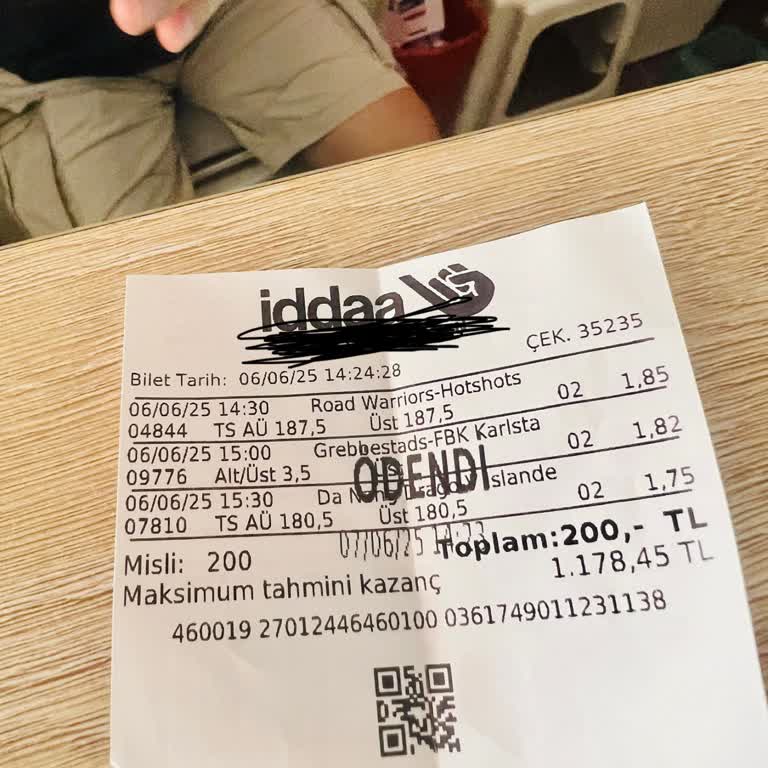 iddaa
ÇEK. 35235
Bilet Tarih: 06/06/25 14:24:28
06/06/25 14:30 Road Warriors-Hotshots 02 1,85
04844 TS AÜ 187,5 Üst 187,5
06/06/25 15:00 Grebbestads-FBK Karlsta 02 1,82
09776 Alt/Üst 3,5
ÖDENDİ
06/06/25 15:30 Da Nang Dragon Islande 02 1,75
07810 TS AÜ 180,5 Üst 180,5
07/06/25
Misli: 200 Toplam:200,- TL
Maksimum tahmini kazanç 1.178,45 TL
460019 27012446460100 0361749011231138